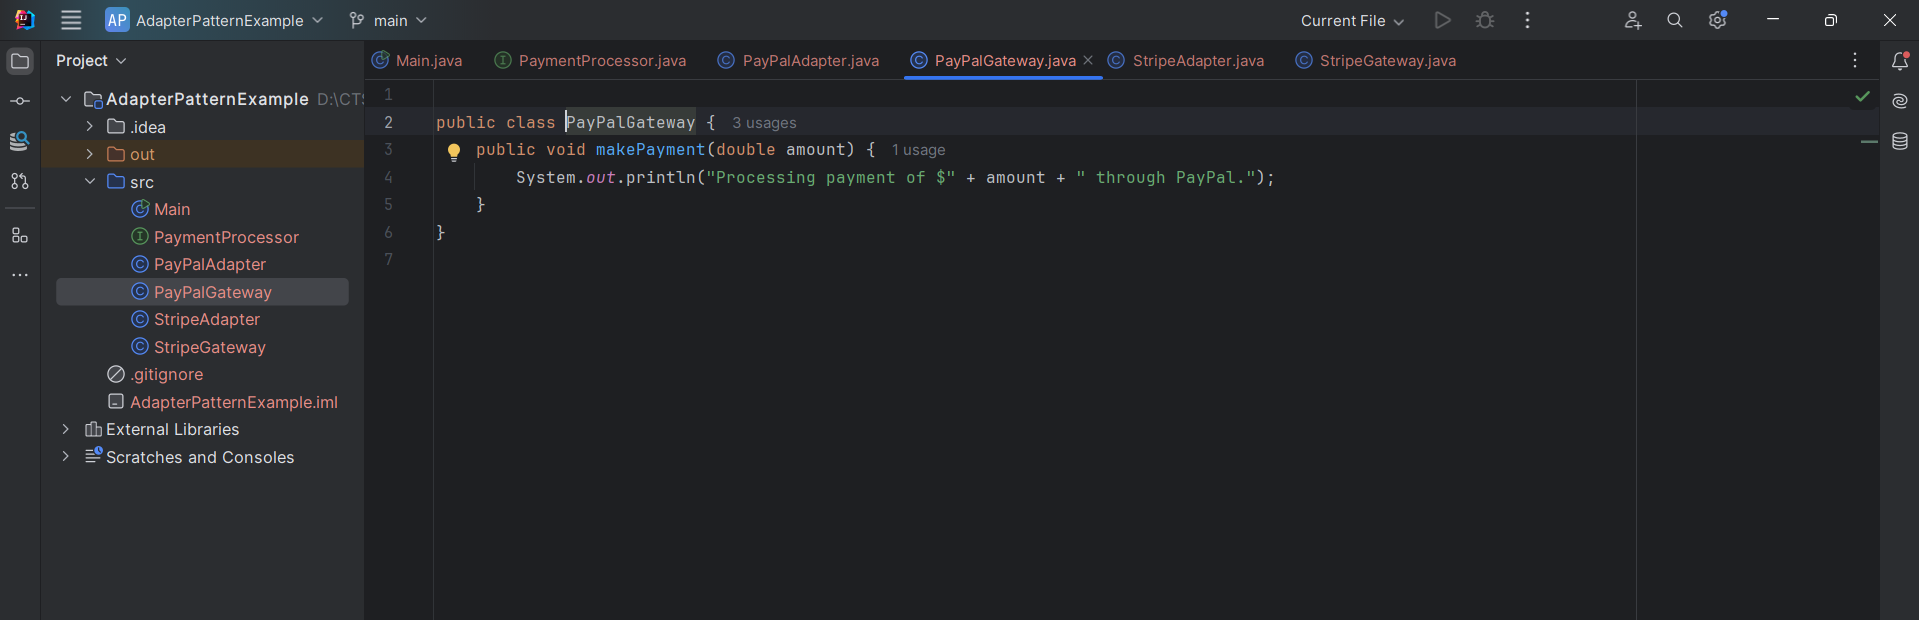 AP AdapterPatternExample main Current File
Project
Main.java PaymentProcessor.java PayPalAdapter.java PayPalGateway.java StripeAdapter.java StripeGateway.java
AdapterPatternExample D:\CTS
.idea
out
src
Main
PaymentProcessor
PayPalAdapter
PayPalGateway
StripeAdapter
StripeGateway
.gitignore
AdapterPatternExample.iml
External Libraries
Scratches and Consoles
1
2 public class PayPalGateway { 3 usages
3 public void makePayment(double amount) { 1 usage
4 System.out.println("Processing payment of $" + amount + " through PayPal.");
5 }
6 }
7